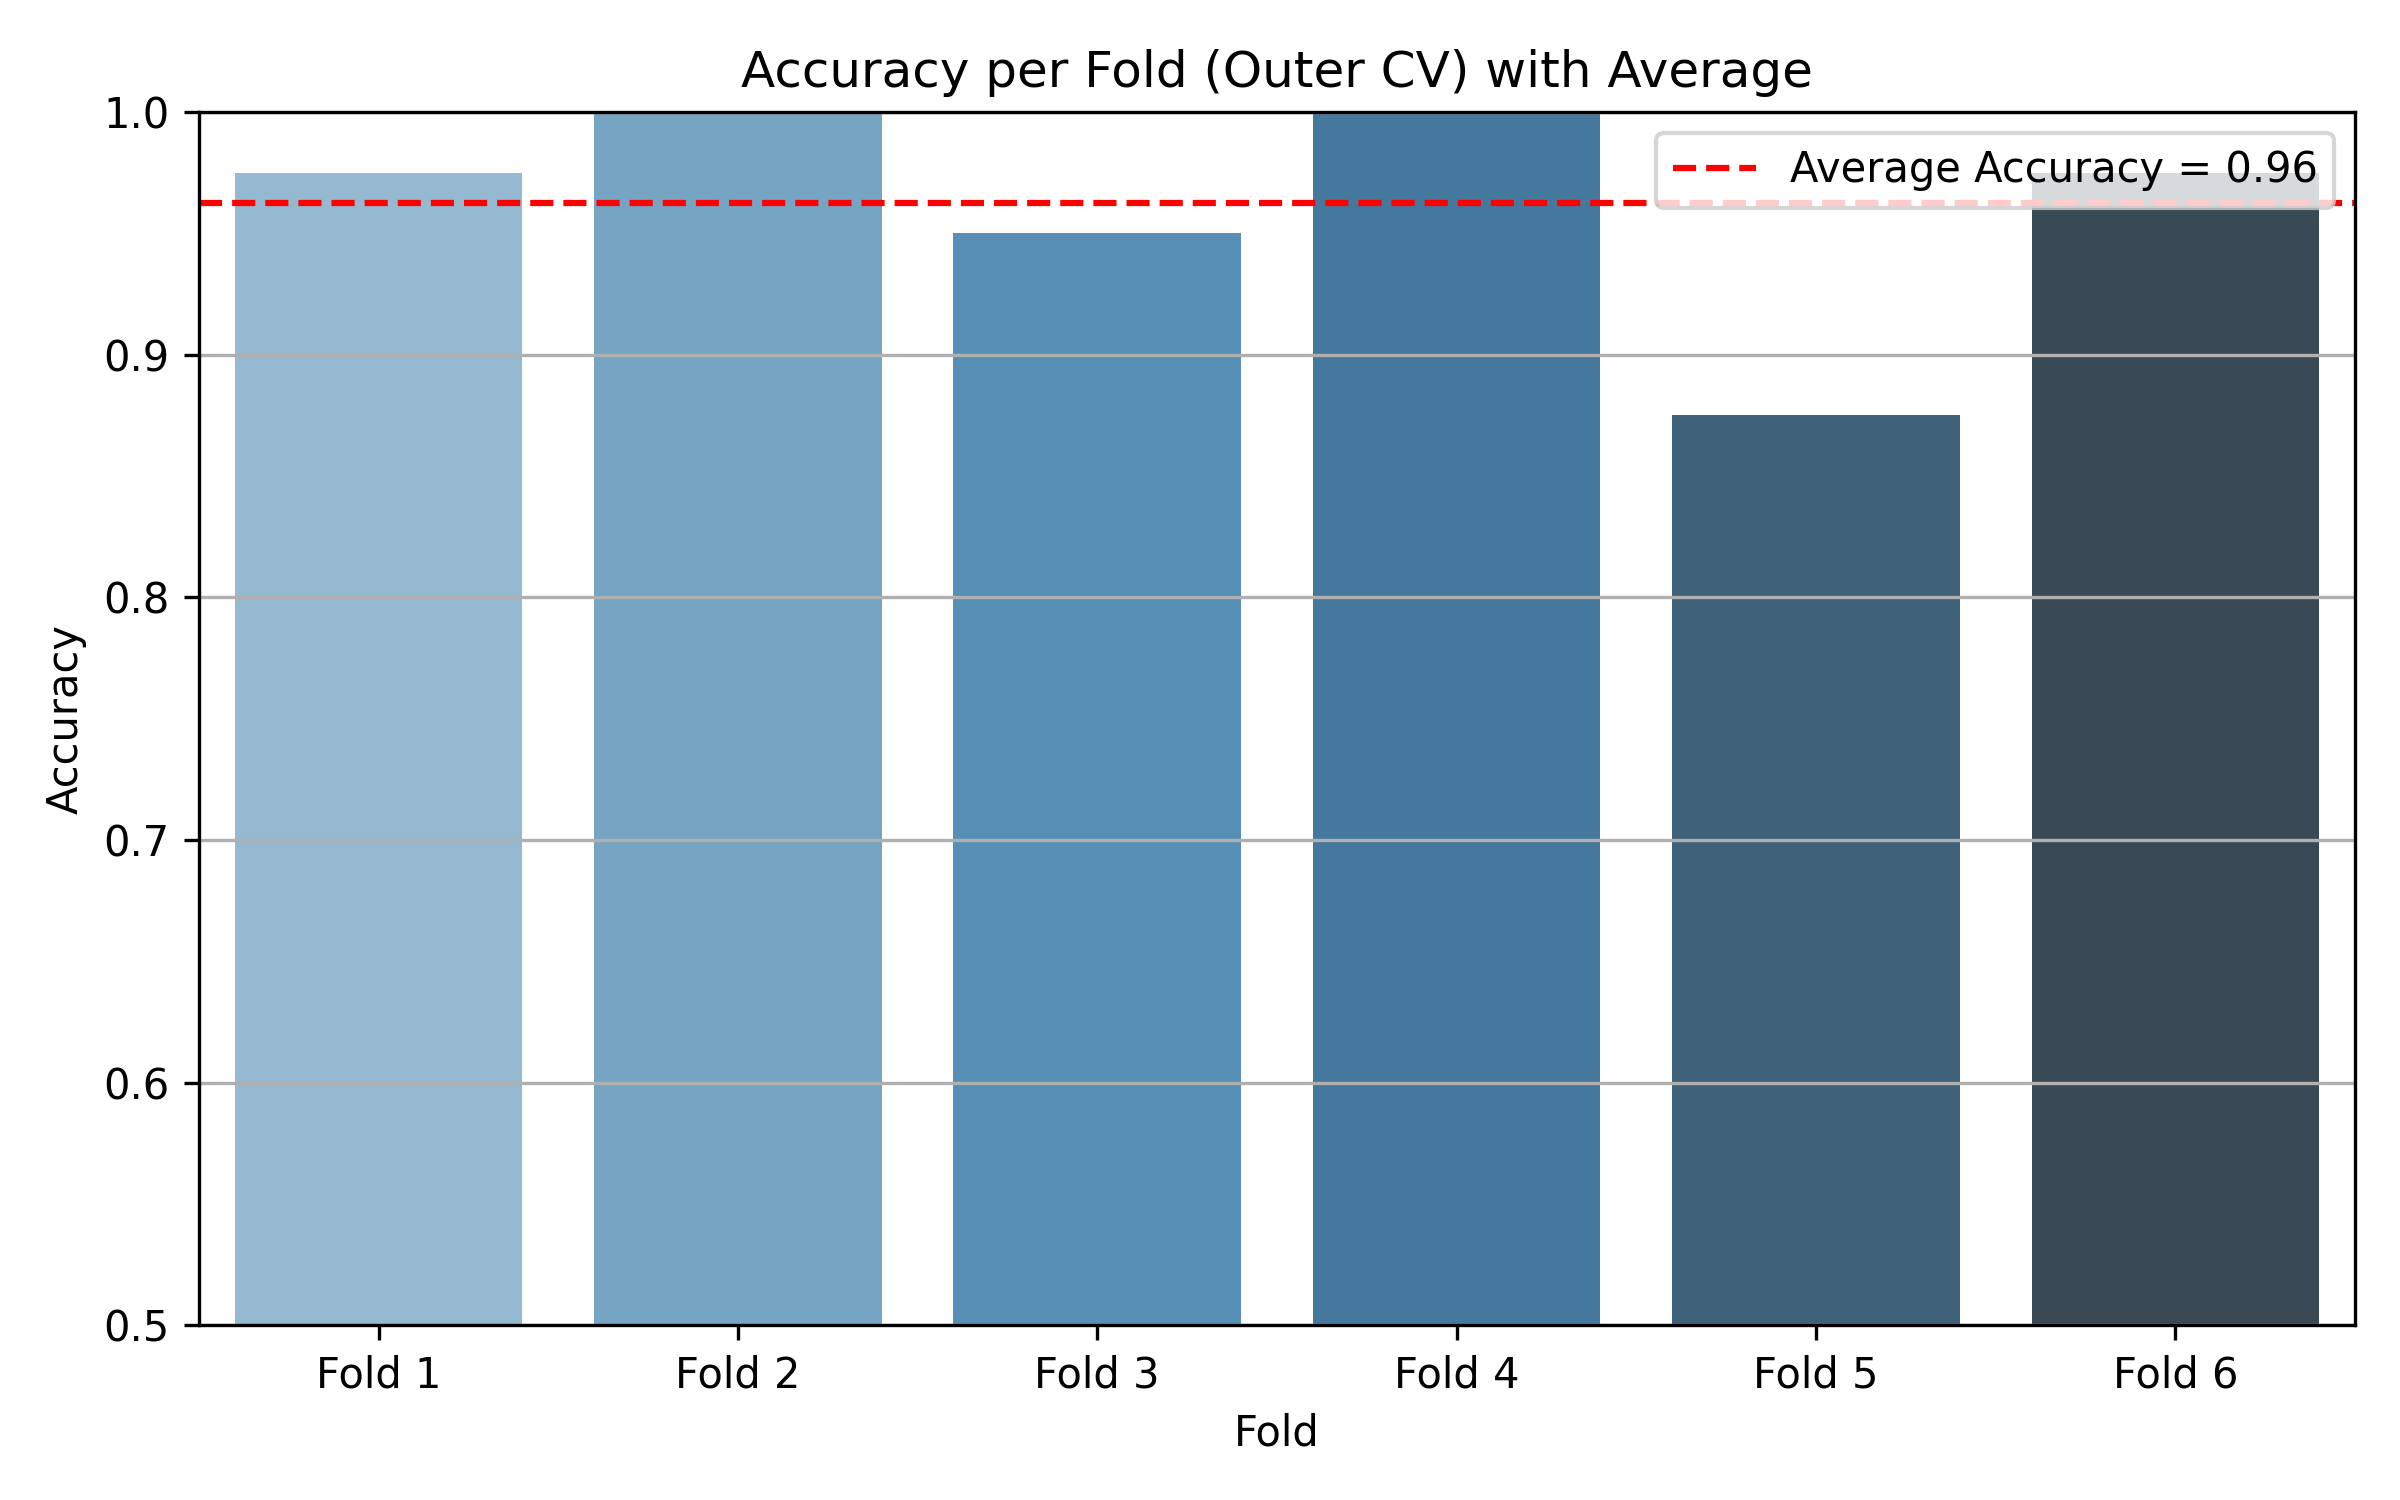 Accuracy per Fold (Outer CV) with Average
1.0
Average Accuracy = 0.96
0.9
0.8
Accuracy
0.7
0.6
0.5
Fold 1 Fold 2 Fold 3 Fold 4 Fold 5 Fold 6
Fold